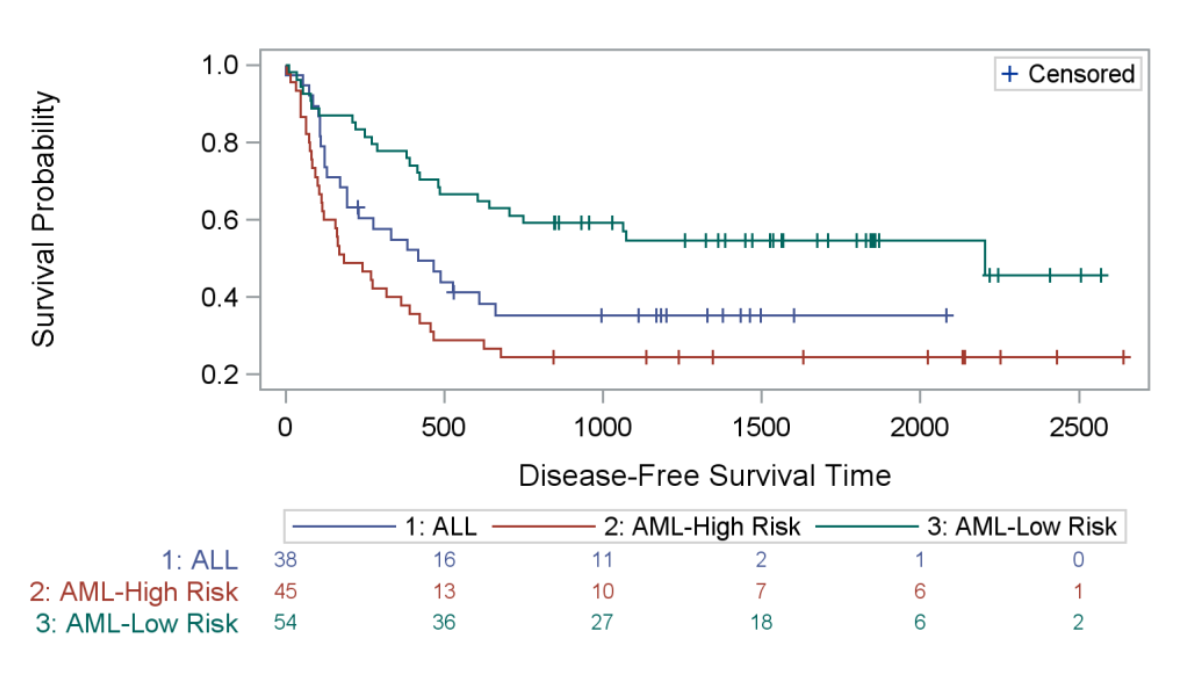 Survival Probability
1.0
0.8
0.6
0.4
0.2
+ Censored
0 500 1000 1500 2000 2500
Disease-Free Survival Time
1: ALL 2: AML-High Risk 3: AML-Low Risk
1: ALL 38 16 11 2 1 0
2: AML-High Risk 45 13 10 7 6 1
3: AML-Low Risk 54 36 27 18 6 2